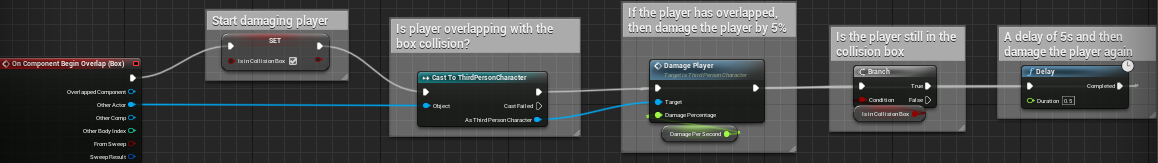 On Component Begin Overlap (Box)
Overlapped Component
Other Actor
Other Comp
Other Body Index
From Sweep
Sweep Result
Start damaging player
SET
Is in Collision Box
Is player overlapping with the
box collision?
Cast To ThirdPersonCharacter
Object
Cast Failed
As Third Person Character
If the player has overlapped,
then damage the player by 5%
Damage Player
Target is Third Person Character
Target
Damage Percentage
Damage Per Second
Is the player still in the
collision box
Branch
True
Condition
False
Is in Collision Box
A delay of 5s and then
damage the player again
Delay
Completed
Duration
0.5